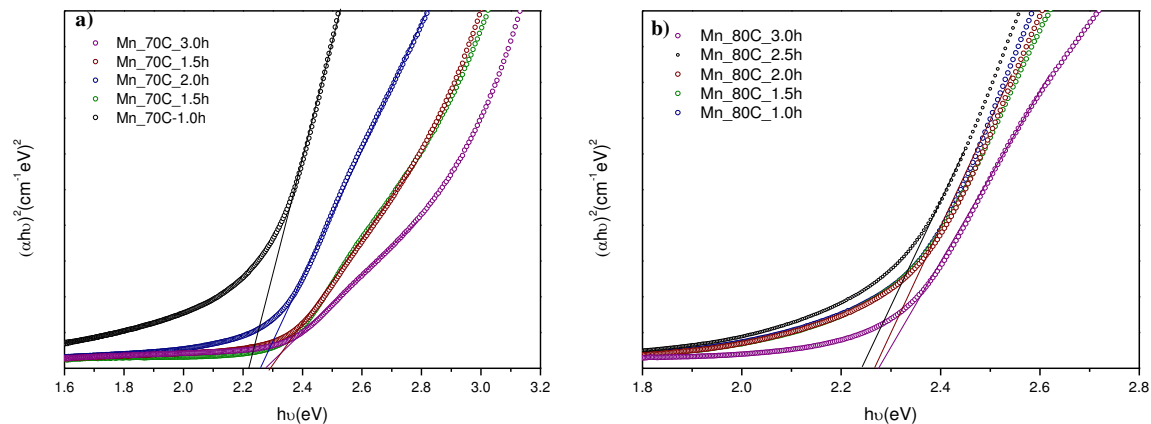 a)
Mn_70C_3.0h
Mn_70C_1.5h
Mn_70C_2.0h
Mn_70C_1.5h
Mn_70C-1.0h
(αhυ)²(cm⁻¹eV)²
1.6 1.8 2.0 2.2 2.4 2.6 2.8 3.0 3.2
hυ(eV)
b)
Mn_80C_3.0h
Mn_80C_2.5h
Mn_80C_2.0h
Mn_80C_1.5h
Mn_80C_1.0h
(αhυ)²(cm⁻¹eV)²
1.8 2.0 2.2 2.4 2.6 2.8
hυ(eV)